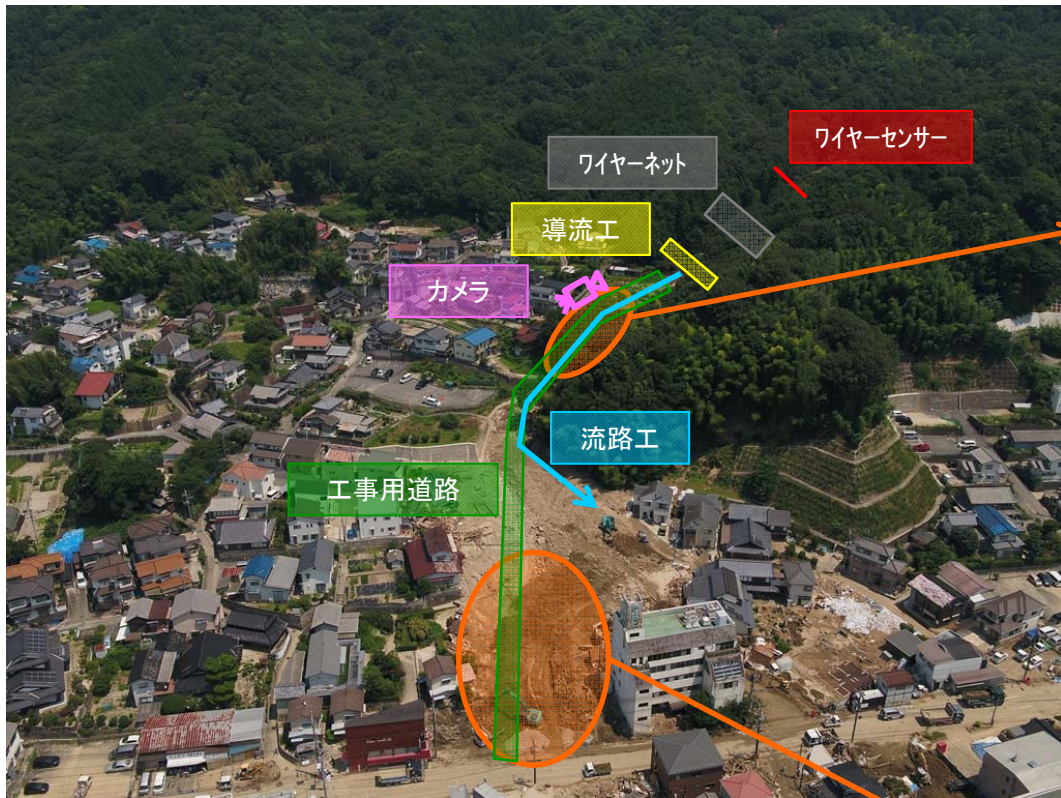 ワイヤーセンサー
ワイヤーネット
導流工
カメラ
流路工
工事用道路